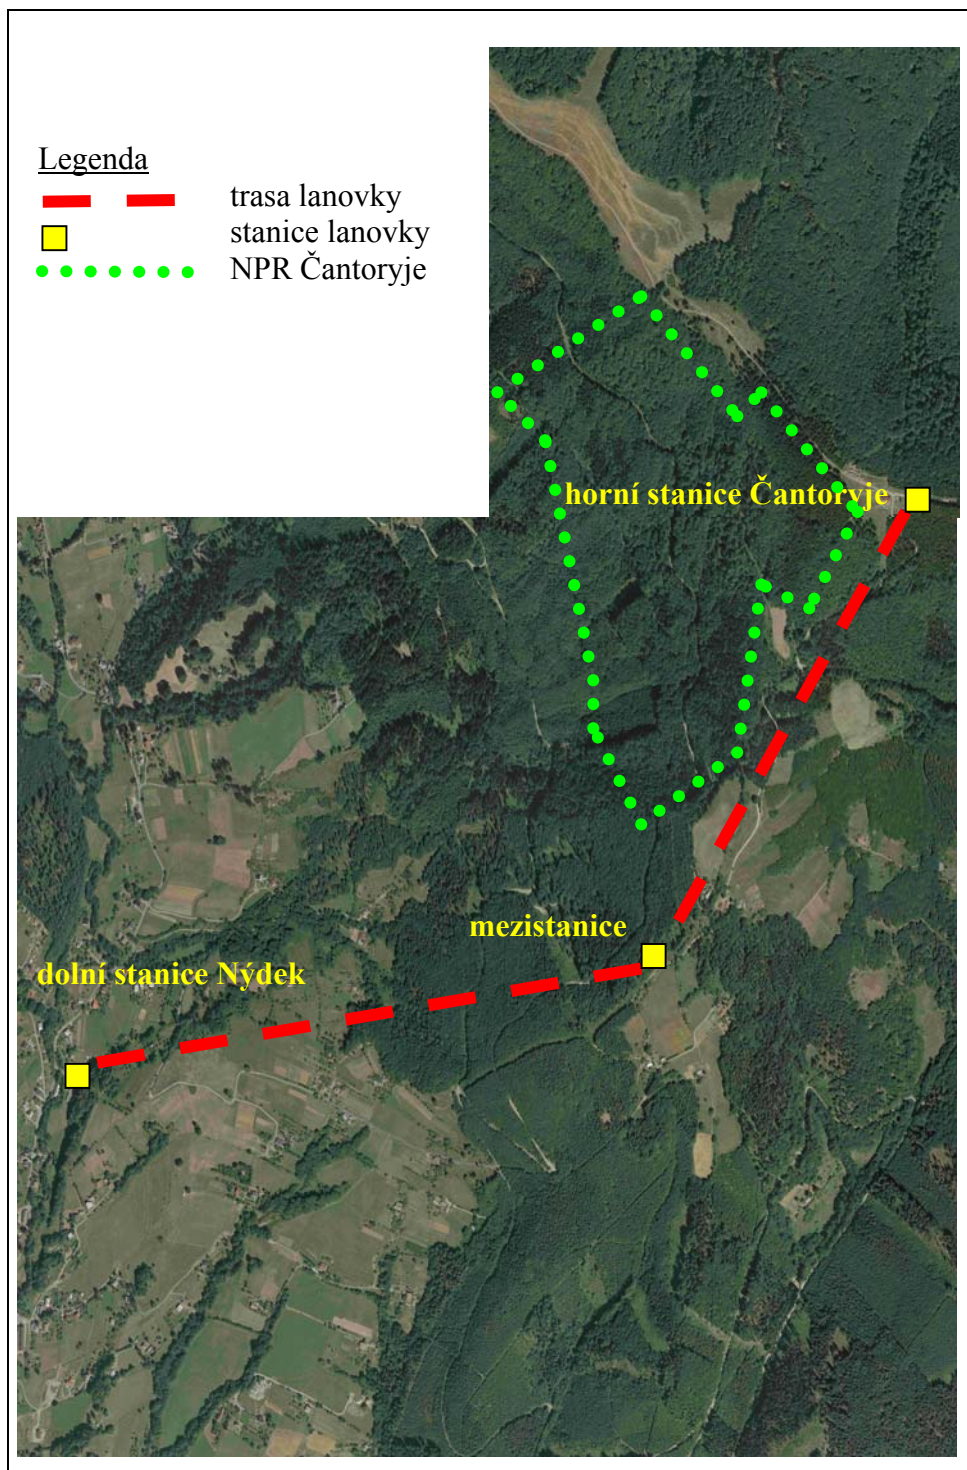 Legenda
trasa lanovky
stanice lanovky
NPR Čantoryje
horní stanice Čantoryje
mezistanice
dolní stanice Nýdek